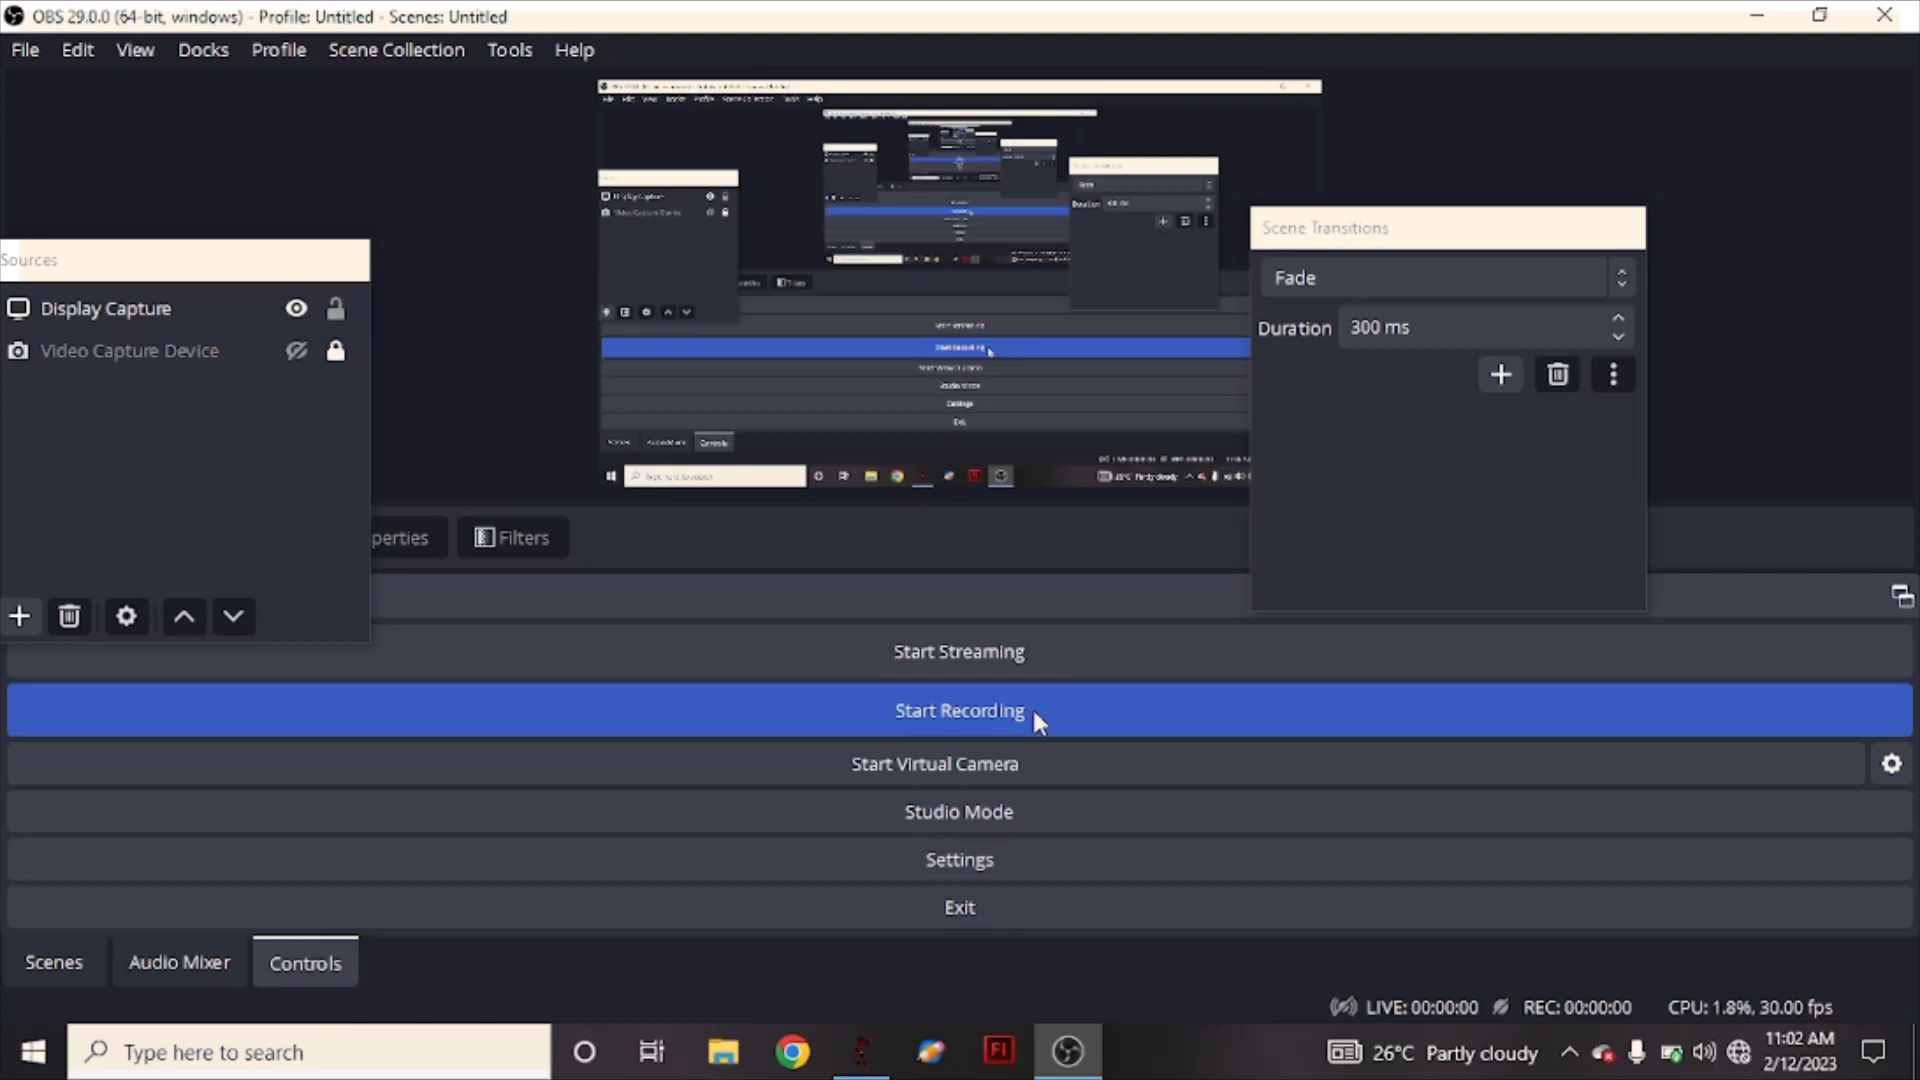 OBS 29.0.0 (64-bit, windows) - Profile: Untitled - Scenes: Untitled
File Edit View Docks Profile Scene Collection Tools Help
Sources
Display Capture
Video Capture Device
Scene Transitions
Fade
Duration 300 ms
perties Filters
Start Streaming
Start Recording
Start Virtual Camera
Studio Mode
Settings
Exit
Scenes Audio Mixer Controls
LIVE: 00:00:00 REC: 00:00:00 CPU: 1.8%, 30.00 fps
Type here to search
Fl
26°C Partly cloudy
11:02 AM
2/12/2023